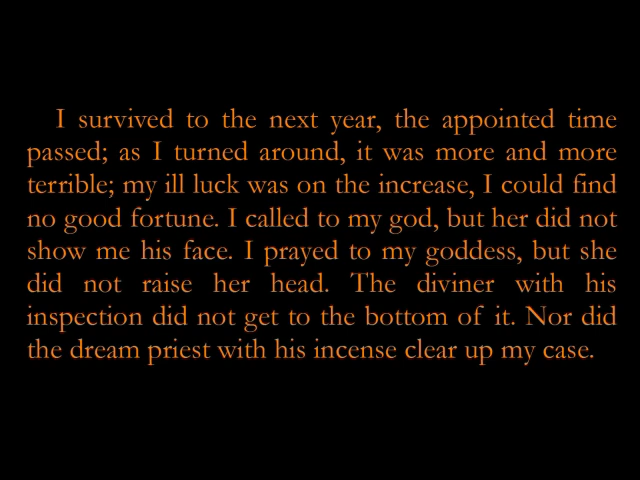 I survived to the next year, the appointed time
passed; as I turned around, it was more and more
terrible; my ill luck was on the increase, I could find
no good fortune. I called to my god, but her did not
show me his face. I prayed to my goddess, but she
did not raise her head. The diviner with his
inspection did not get to the bottom of it. Nor did
the dream priest with his incense clear up my case.